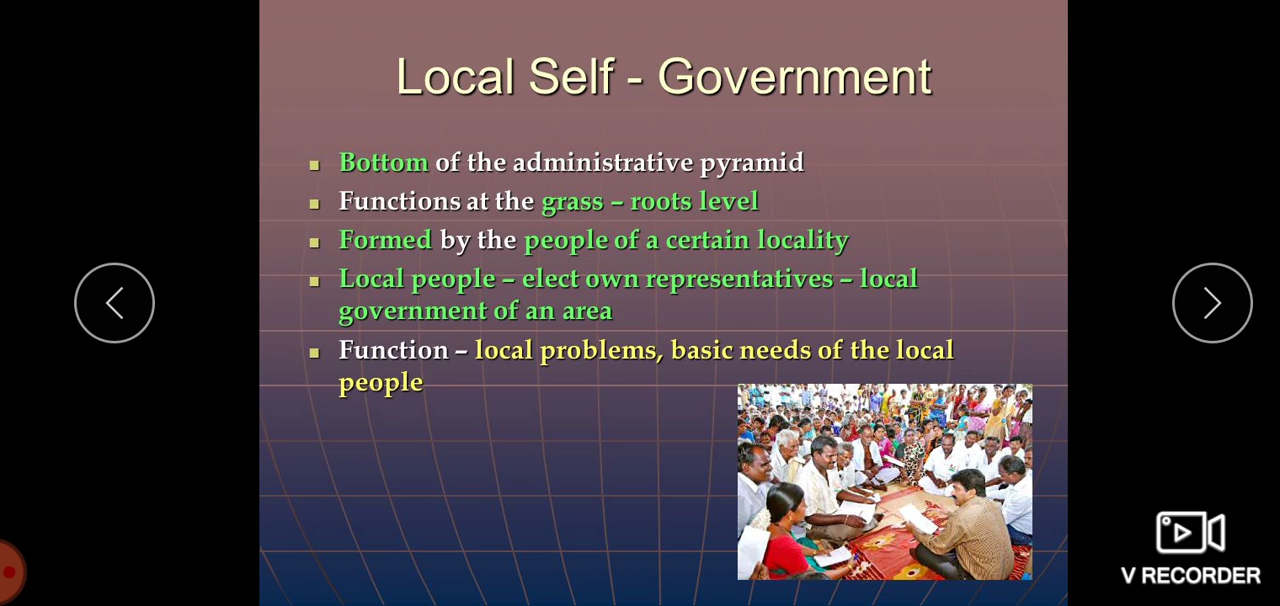 Local Self - Government
Bottom of the administrative pyramid
Functions at the grass – roots level
Formed by the people of a certain locality
Local people – elect own representatives – local
government of an area
Function – local problems, basic needs of the local
people
V RECORDER